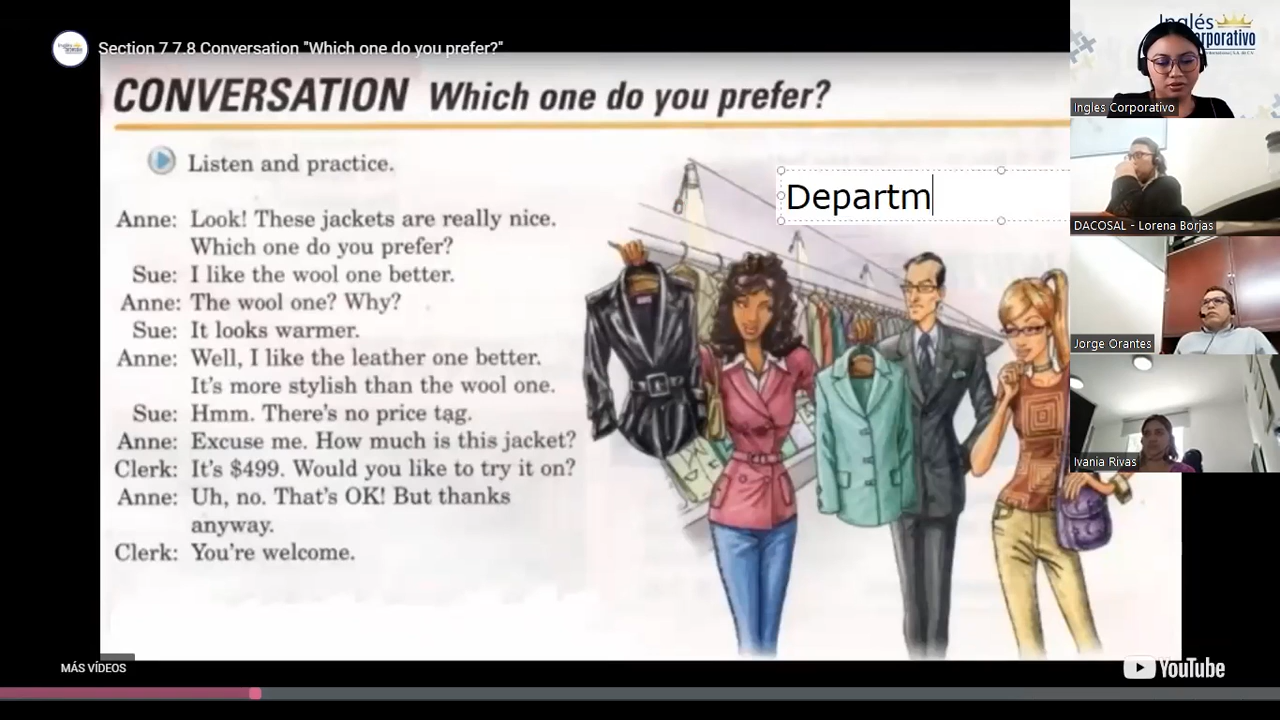 Section 7 7.8 Conversation "Which one do you prefer?"
CONVERSATION Which one do you prefer?
Listen and practice.
Anne: Look! These jackets are really nice.
Which one do you prefer?
Sue: I like the wool one better.
Anne: The wool one? Why?
Sue: It looks warmer.
Anne: Well, I like the leather one better.
It's more stylish than the wool one.
Sue: Hmm. There's no price tag.
Anne: Excuse me. How much is this jacket?
Clerk: It's $499. Would you like to try it on?
Anne: Uh, no. That's OK! But thanks
anyway.
Clerk: You're welcome.
Departm
Inglés
orporativo
Ingles Corporativo
DACOSAL - Lorena Borjas
Jorge Orantes
Ivania Rivas
MÁS VÍDEOS
YouTube